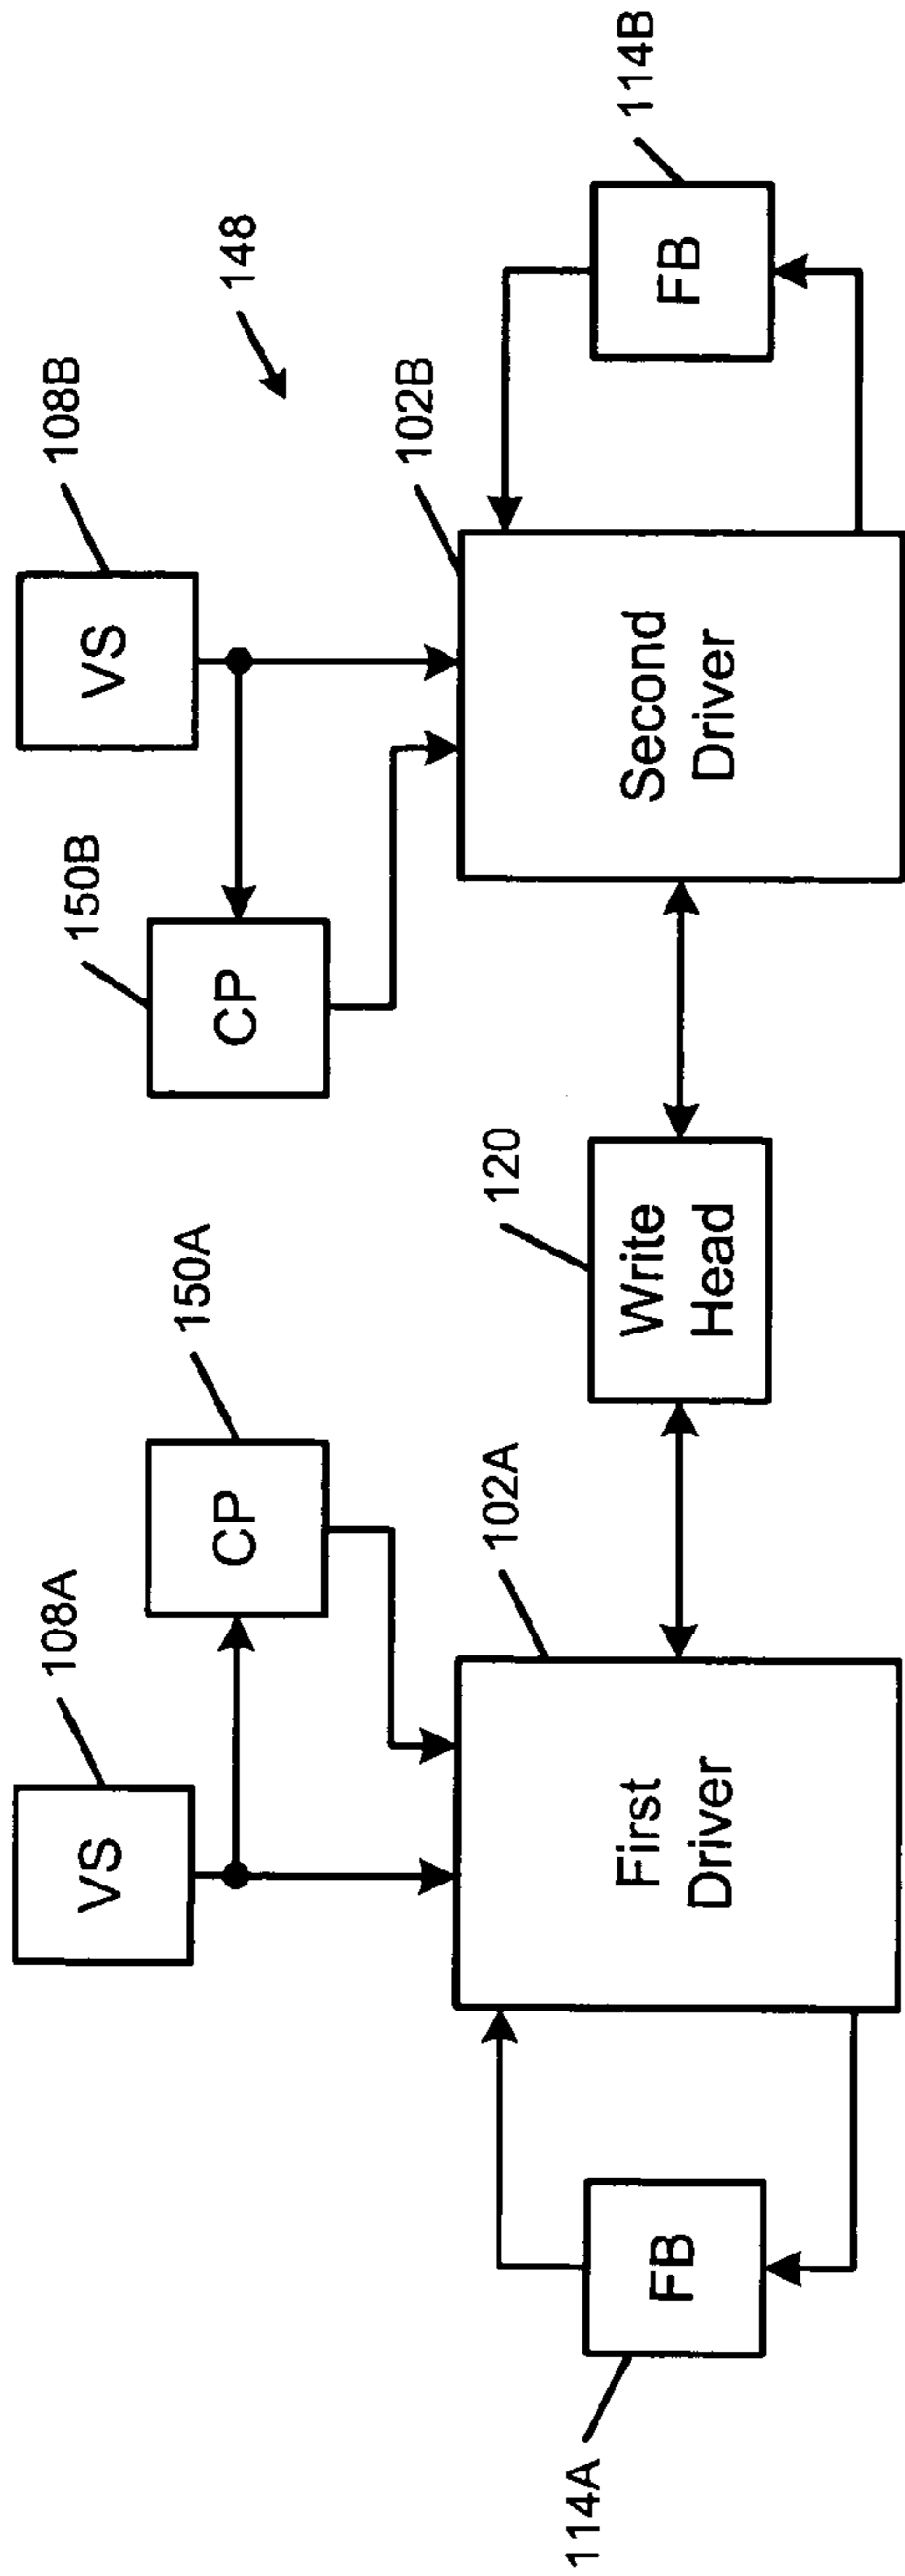 108A
VS
150A
CP
102A
First
Driver
114A
FB
120
Write
Head
108B
VS
148
150B
CP
102B
Second
Driver
114B
FB